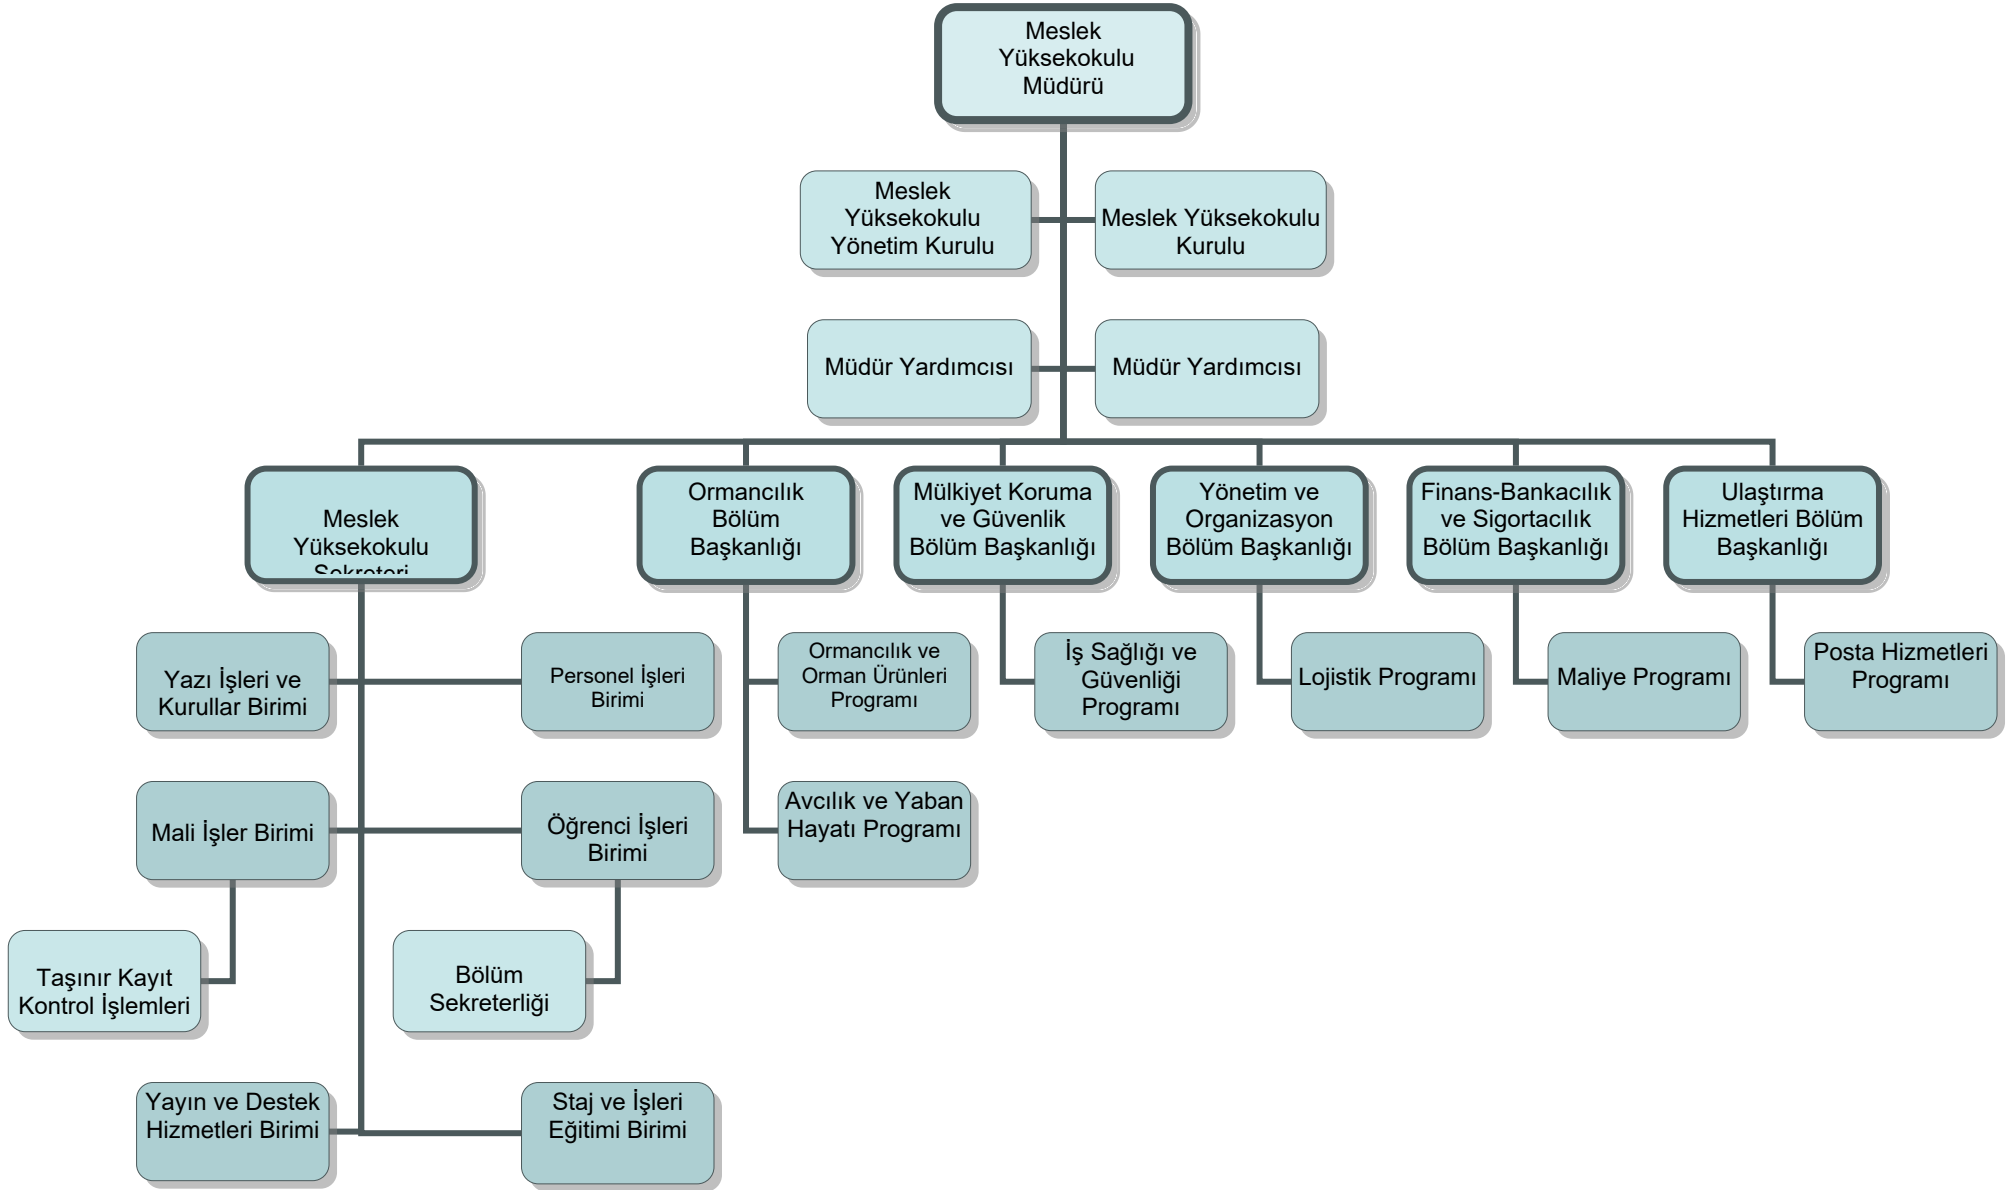 Meslek
Yüksekokulu
Müdürü
Meslek
Yüksekokulu
Yönetim Kurulu
Meslek Yüksekokulu
Kurulu
Müdür Yardımcısı
Müdür Yardımcısı
Meslek
Yüksekokulu
Sekreteri
Ormancılık
Bölüm
Başkanlığı
Mülkiyet Koruma
ve Güvenlik
Bölüm Başkanlığı
Yönetim ve
Organizasyon
Bölüm Başkanlığı
Finans-Bankacılık
ve Sigortacılık
Bölüm Başkanlığı
Ulaştırma
Hizmetleri Bölüm
Başkanlığı
Yazı İşleri ve
Kurullar Birimi
Personel İşleri
Birimi
Ormancılık ve
Orman Ürünleri
Programı
İş Sağlığı ve
Güvenliği
Programı
Lojistik Programı
Maliye Programı
Posta Hizmetleri
Programı
Mali İşler Birimi
Öğrenci İşleri
Birimi
Avcılık ve Yaban
Hayatı Programı
Taşınır Kayıt
Kontrol İşlemleri
Bölüm
Sekreterliği
Yayın ve Destek
Hizmetleri Birimi
Staj ve İşleri
Eğitimi Birimi